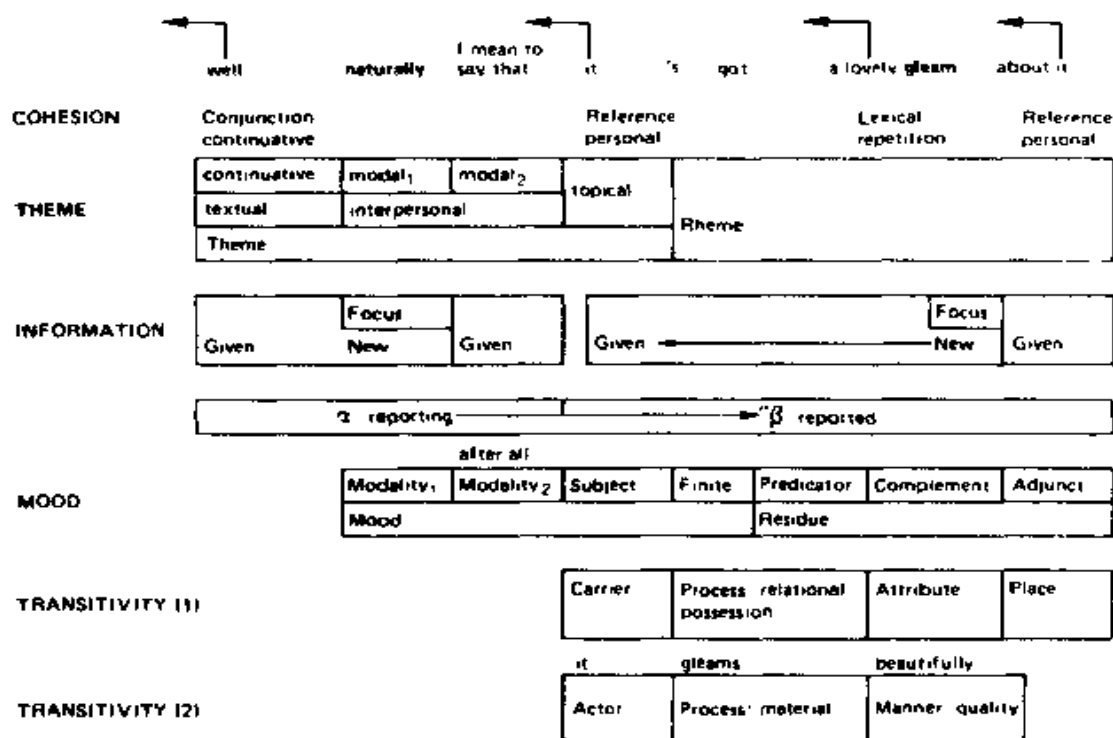 well naturally I mean to say that it 's got a lovely gleam about it
COHESION Conjunction continuative Reference personal Lexical repetition Reference personal
continuative modal₁ modal₂ topical
THEME textual interpersonal Rheme
Theme
Focus Focus
INFORMATION Given New Given Given New Given
α reporting "β reported
after all
Modality₁ Modality₂ Subject Finite Predicator Complement Adjunct
MOOD
Mood Residue
TRANSITIVITY (1) Carrier Process relational possession Attribute Place
it gleams beautifully
TRANSITIVITY (2) Actor Process: material Manner quality